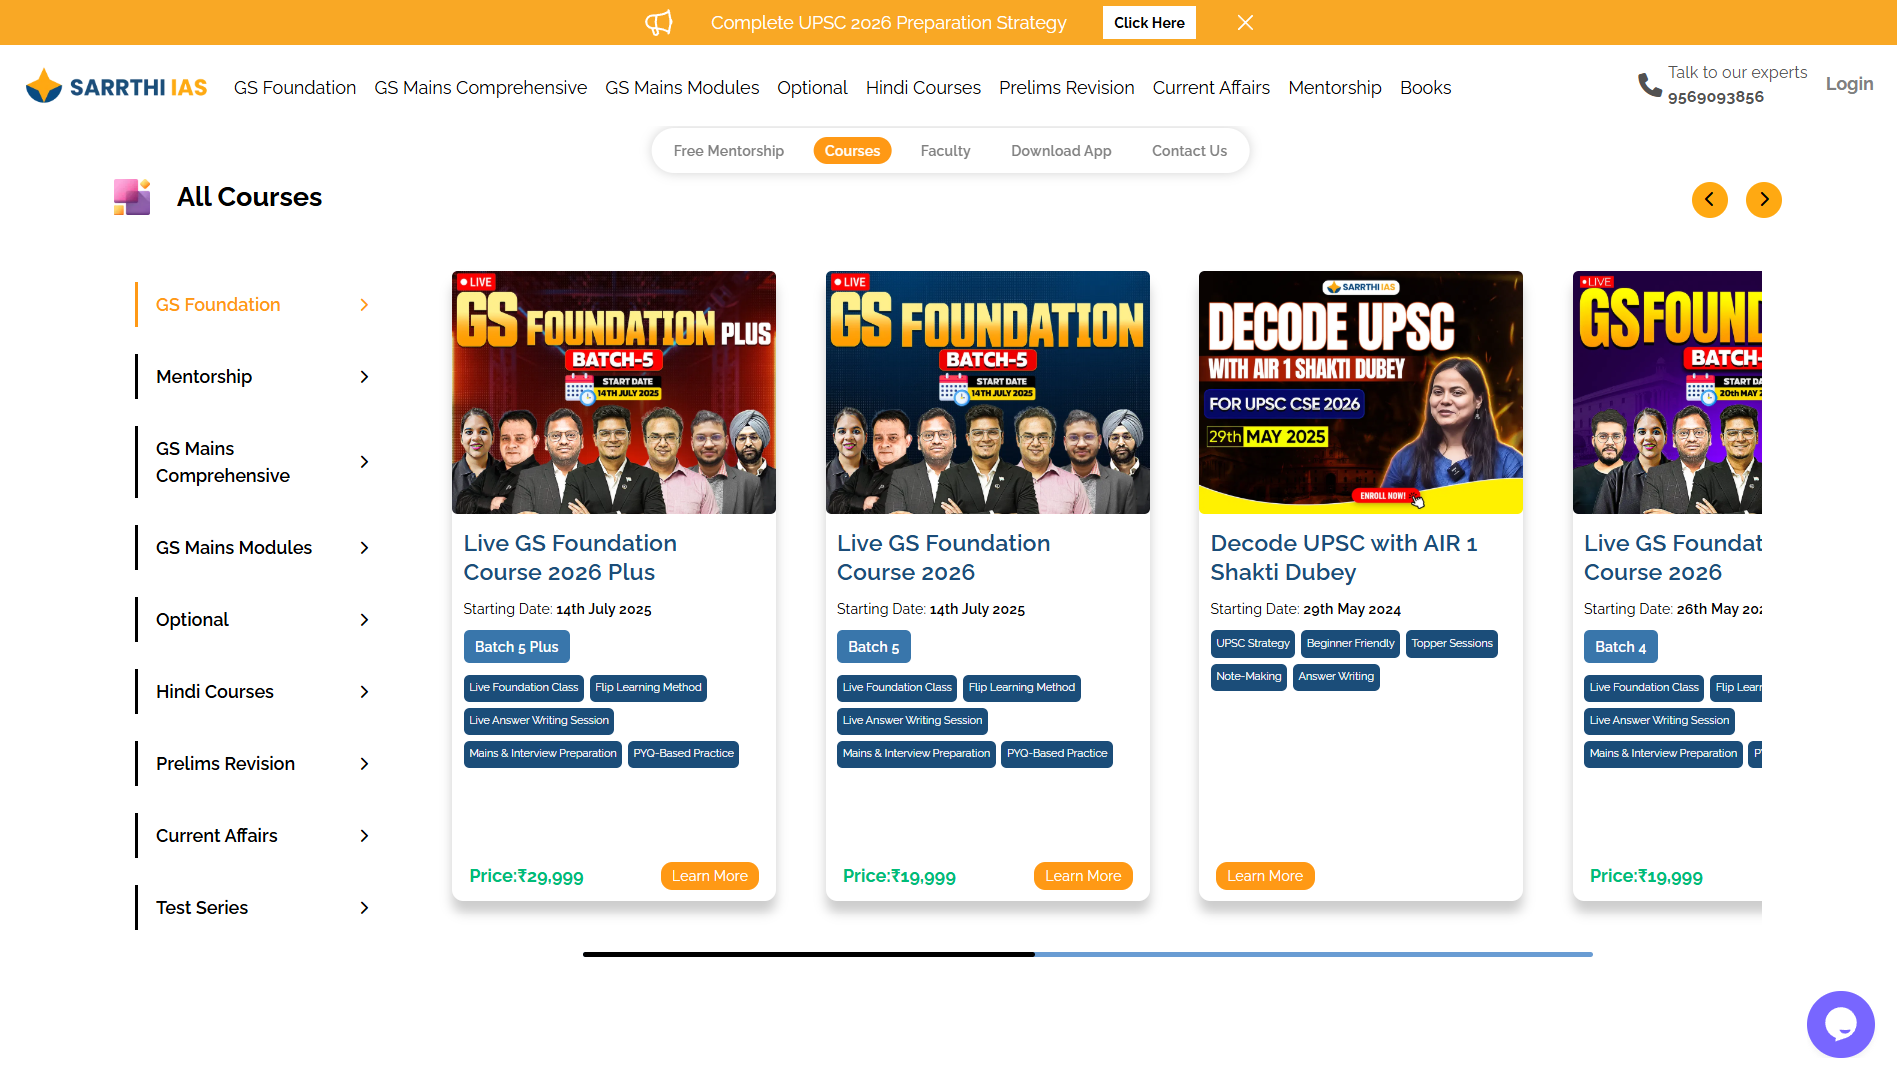 Complete UPSC 2026 Preparation Strategy
Click Here
SARRTHI IAS
GS Foundation
GS Mains Comprehensive
GS Mains Modules
Optional
Hindi Courses
Prelims Revision
Current Affairs
Mentorship
Books
Talk to our experts
9569093856
Login
Free Mentorship
Courses
Faculty
Download App
Contact Us
All Courses
GS Foundation
Mentorship
GS Mains
Comprehensive
GS Mains Modules
Optional
Hindi Courses
Prelims Revision
Current Affairs
Test Series
LIVE
GS FOUNDATION PLUS
BATCH-5
START DATE
14TH JULY 2025
Live GS Foundation
Course 2026 Plus
Starting Date: 14th July 2025
Batch 5 Plus
Live Foundation Class
Flip Learning Method
Live Answer Writing Session
Mains & Interview Preparation
PYQ-Based Practice
Price:₹29,999
Learn More
LIVE
GS FOUNDATION
BATCH-5
START DATE
14TH JULY 2025
Live GS Foundation
Course 2026
Starting Date: 14th July 2025
Batch 5
Live Foundation Class
Flip Learning Method
Live Answer Writing Session
Mains & Interview Preparation
PYQ-Based Practice
Price:₹19,999
Learn More
SARRTHI IAS
DECODE UPSC
WITH AIR 1 SHAKTI DUBEY
FOR UPSC CSE 2026
29th MAY 2025
ENROLL NOW!
Decode UPSC with AIR 1
Shakti Dubey
Starting Date: 29th May 2024
UPSC Strategy
Beginner Friendly
Topper Sessions
Note-Making
Answer Writing
Learn More
LIVE
GS FOUND
BATCH-
START DA
20th MAY 2
Live GS Foundat
Course 2026
Starting Date: 26th May 202
Batch 4
Live Foundation Class
Flip Lear
Live Answer Writing Session
Mains & Interview Preparation
P
Price:₹19,999